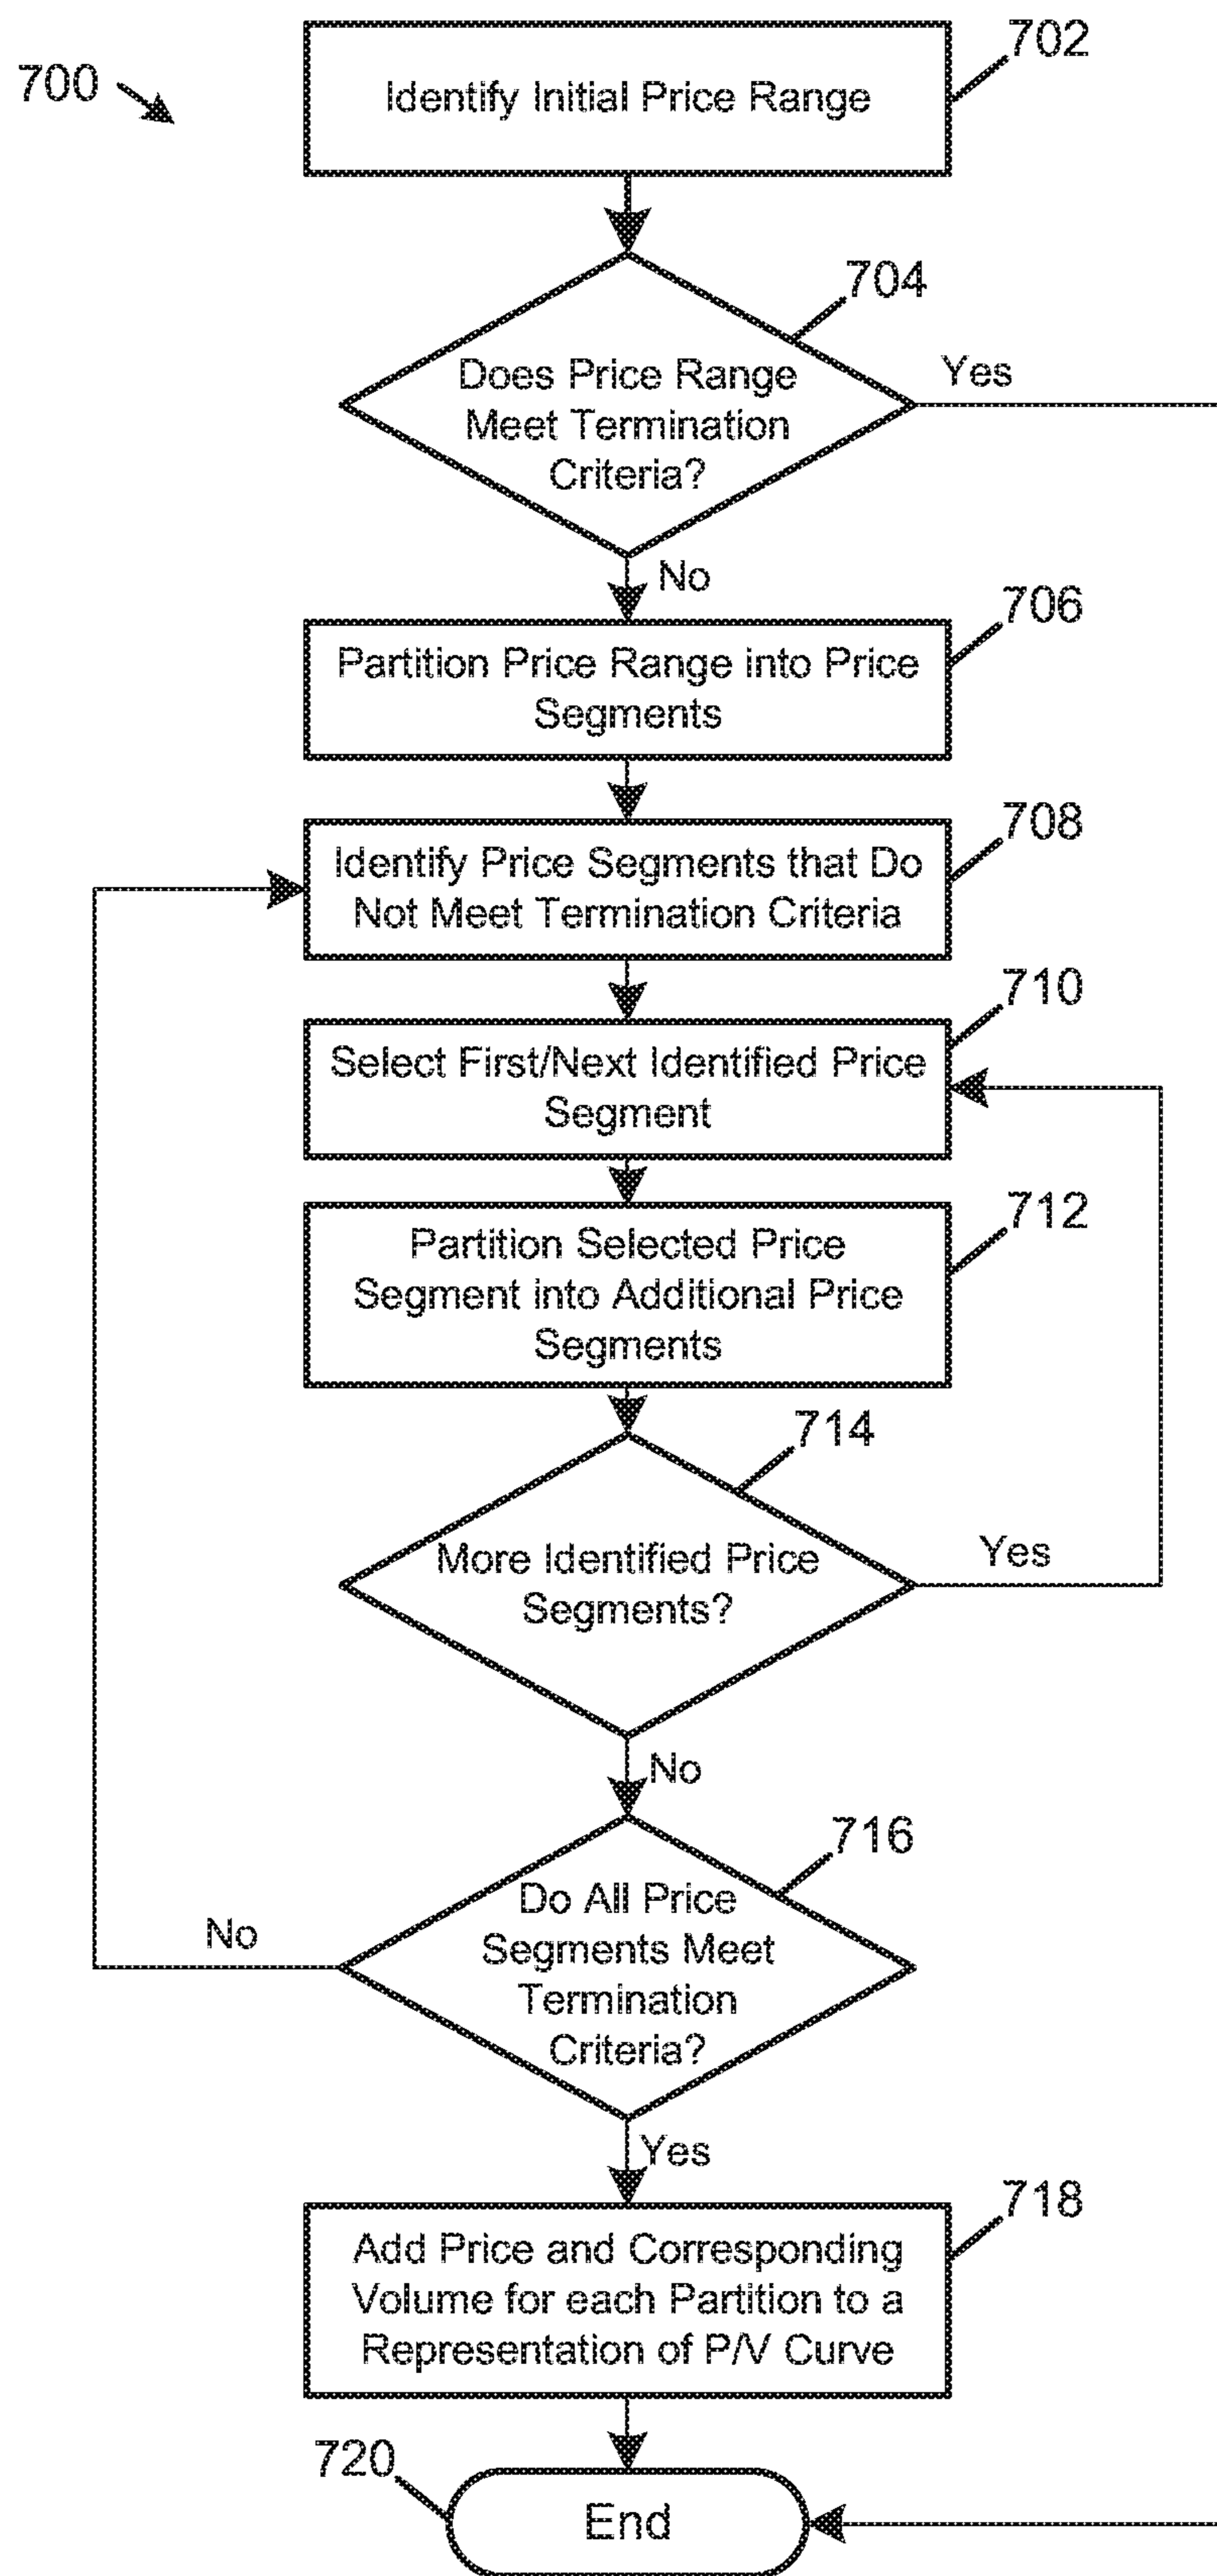 700
702
Identify Initial Price Range
704
Does Price Range
Meet Termination
Criteria?
Yes
No
706
Partition Price Range into Price
Segments
708
Identify Price Segments that Do
Not Meet Termination Criteria
710
Select First/Next Identified Price
Segment
712
Partition Selected Price
Segment into Additional Price
Segments
714
More Identified Price
Segments?
Yes
No
716
Do All Price
Segments Meet
Termination
Criteria?
No
Yes
718
Add Price and Corresponding
Volume for each Partition to a
Representation of P/V Curve
720
End